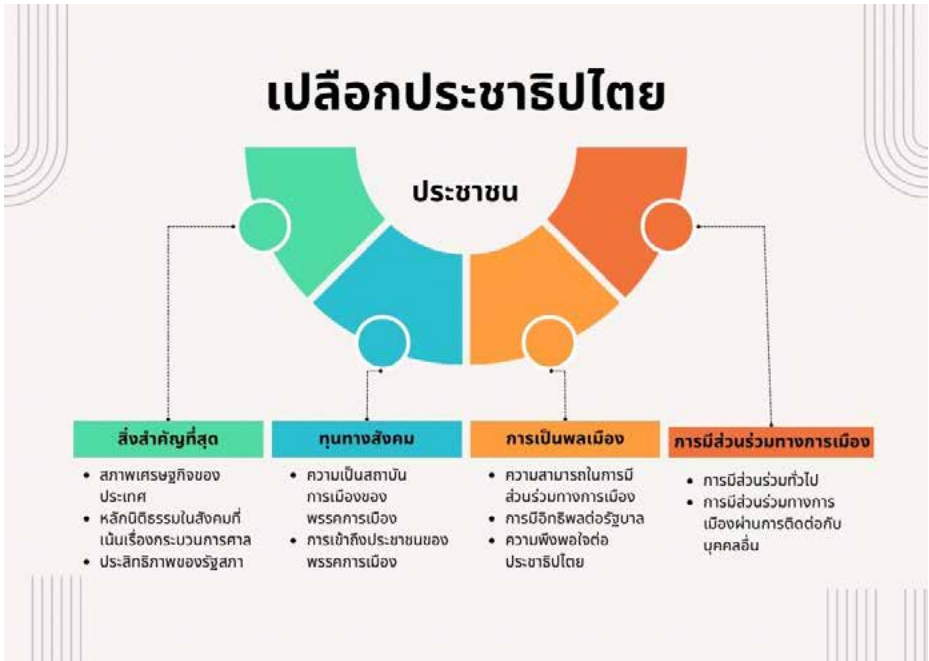 เปลือกประชาธิปไตย
ประชาชน
สิ่งสำคัญที่สุด
• สภาพเศรษฐกิจของ
ประเทศ
• หลักนิติธรรมในสังคมที่
เน้นเรื่องกระบวนการศาล
• ประสิทธิภาพของรัฐสภา
ทุนทางสังคม
• ความเป็นสถาบัน
การเมืองของ
พรรคการเมือง
• การเข้าถึงประชาชนของ
พรรคการเมือง
การเป็นพลเมือง
• ความสามารถในการมี
ส่วนร่วมทางการเมือง
• การมีอิทธิพลต่อรัฐบาล
• ความพึงพอใจต่อ
ประชาธิปไตย
การมีส่วนร่วมทางการเมือง
• การมีส่วนร่วมทั่วไป
• การมีส่วนร่วมทางการ
เมืองผ่านการติดต่อกับ
บุคคลอื่น